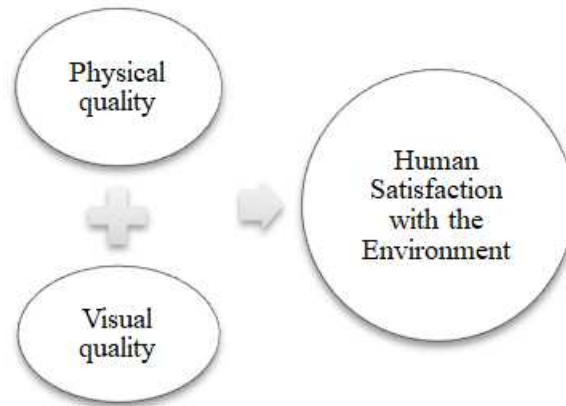 Physical
quality
Visual
quality
Human
Satisfaction
with the
Environment